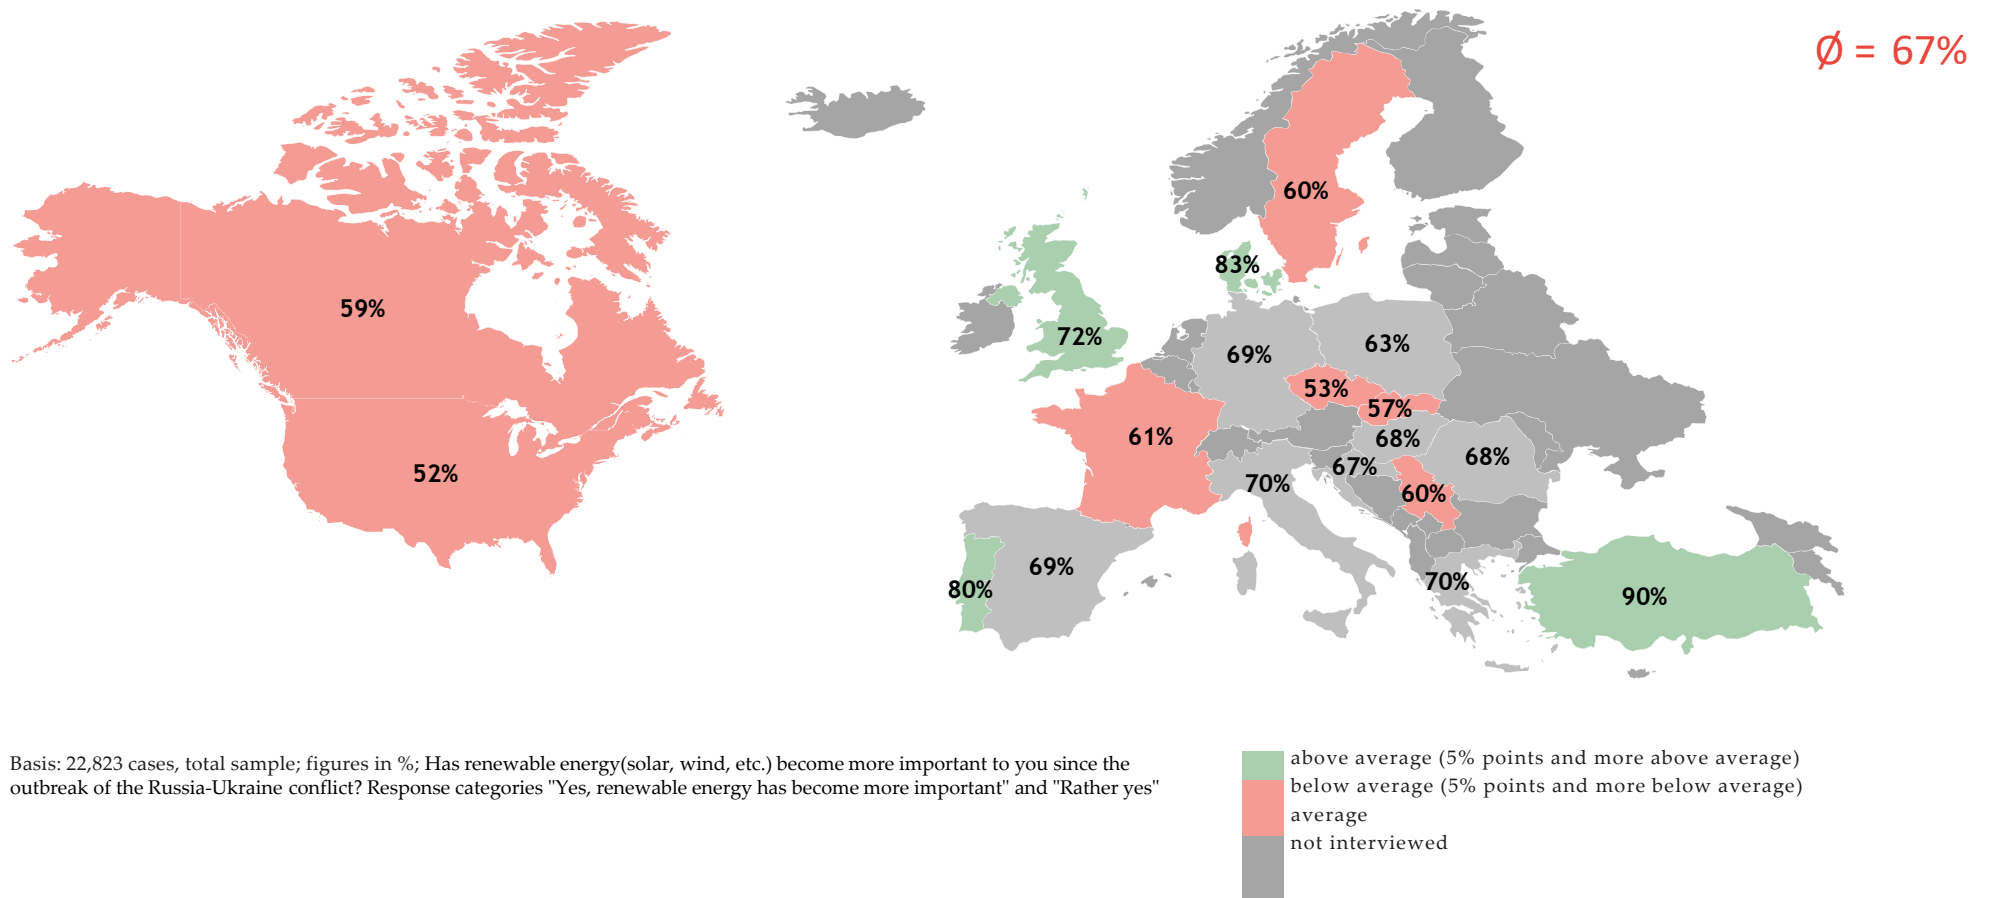 Ø = 67%
60%
83%
59%
72%
69%
63%
53%
57%
61%
68%
68%
67%
70%
60%
52%
69%
80%
70%
90%
Basis: 22,823 cases, total sample; figures in %; Has renewable energy(solar, wind, etc.) become more important to you since the
outbreak of the Russia-Ukraine conflict? Response categories "Yes, renewable energy has become more important" and "Rather yes"
above average (5% points and more above average)
below average (5% points and more below average)
average
not interviewed